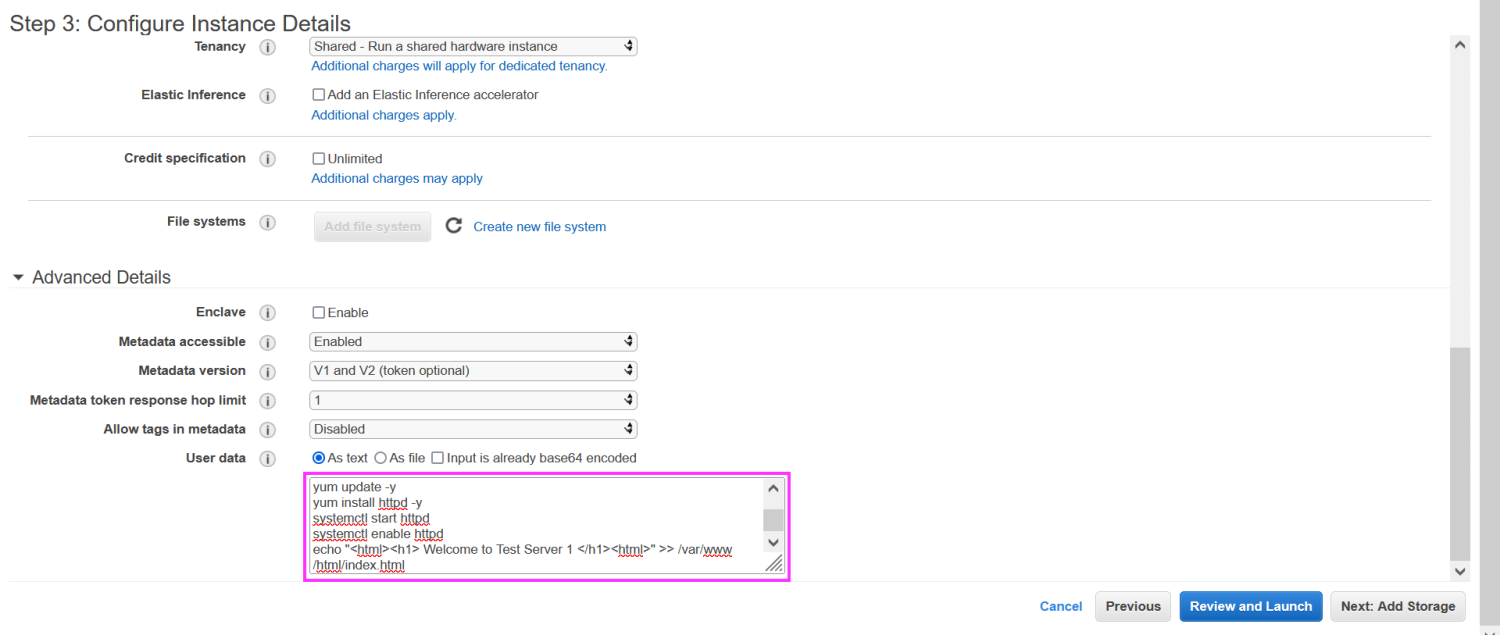 Step 3: Configure Instance Details
Tenancy i Shared - Run a shared hardware instance
Additional charges will apply for dedicated tenancy.
Elastic Inference i Add an Elastic Inference accelerator
Additional charges apply.
Credit specification i Unlimited
Additional charges may apply
File systems i Add file system Create new file system
Advanced Details
Enclave i Enable
Metadata accessible i Enabled
Metadata version i V1 and V2 (token optional)
Metadata token response hop limit i 1
Allow tags in metadata i Disabled
User data i As text As file Input is already base64 encoded
yum update -y
yum install httpd -y
systemctl start httpd
systemctl enable httpd
echo "<html><h1> Welcome to Test Server 1 </h1><html>" >> /var/www
/html/index.html
Cancel Previous Review and Launch Next: Add Storage